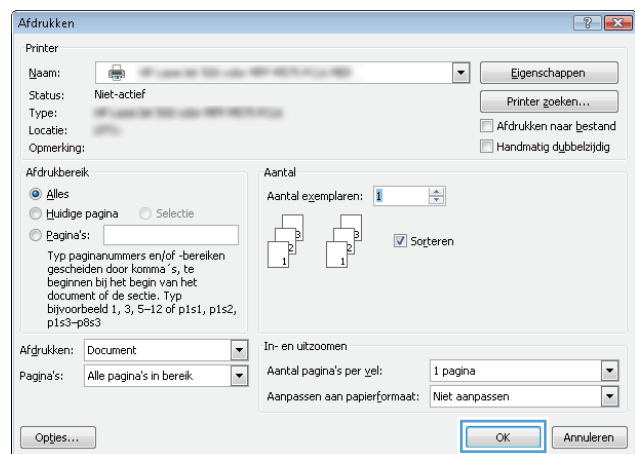 Afdrukken
Printer
Naam:
Eigenschappen
Status: Niet-actief
Printer zoeken...
Type:
Locatie:
Afdrukken naar bestand
Opmerking:
Handmatig dubbelzijdig
Afdrukbereik
Alles
Huidige pagina Selectie
Pagina's:
Typ paginanummers en/of -bereiken
gescheiden door komma´s, te
beginnen bij het begin van het
document of de sectie. Typ
bijvoorbeeld 1, 3, 5–12 of p1s1, p1s2,
p1s3–p8s3
Aantal
Aantal exemplaren: 1
3 3
2 2
1 1
Sorteren
Afdrukken: Document
Pagina's: Alle pagina's in bereik
In- en uitzoomen
Aantal pagina's per vel: 1 pagina
Aanpassen aan papierformaat: Niet aanpassen
Opties...
OK
Annuleren